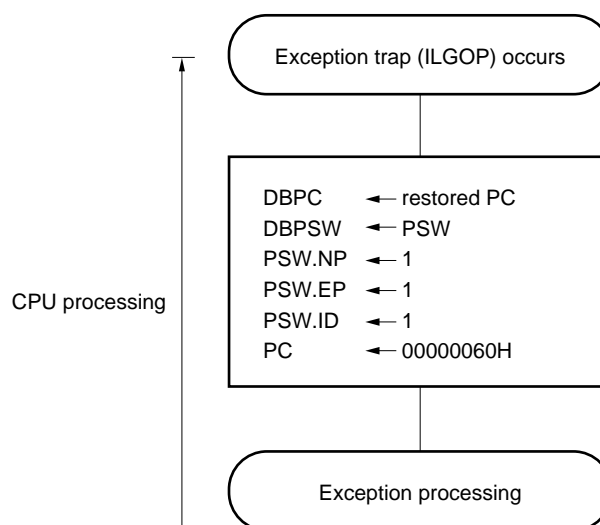 Exception trap (ILGOP) occurs
DBPC ← restored PC
DBPSW ← PSW
PSW.NP ← 1
PSW.EP ← 1
PSW.ID ← 1
PC ← 00000060H
CPU processing
Exception processing